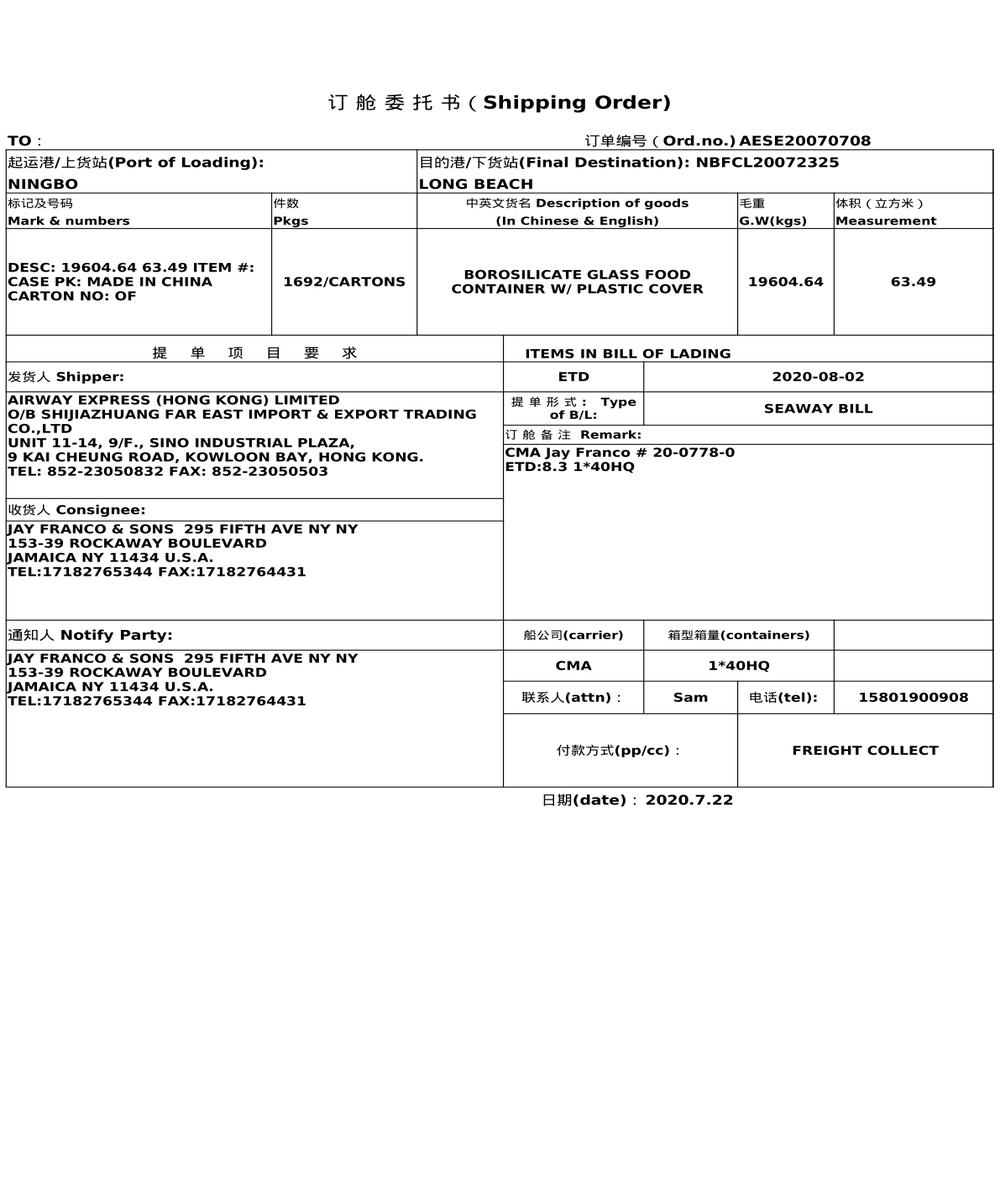 订 舱 委 托 书 ( Shipping Order)
TO :
订单编号 ( Ord.no.) AESE20070708
起运港/上货站(Port of Loading):
NINGBO
目的港/下货站(Final Destination): NBFCL20072325
LONG BEACH
标记及号码
Mark & numbers
件数
Pkgs
中英文货名 Description of goods
(In Chinese & English)
毛重
G.W(kgs)
体积 ( 立方米 )
Measurement
DESC: 19604.64 63.49 ITEM #:
CASE PK: MADE IN CHINA
CARTON NO: OF
1692/CARTONS
BOROSILICATE GLASS FOOD
CONTAINER W/ PLASTIC COVER
19604.64
63.49
提 单 项 目 要 求
ITEMS IN BILL OF LADING
发货人 Shipper:
ETD
2020-08-02
AIRWAY EXPRESS (HONG KONG) LIMITED
O/B SHIJIAZHUANG FAR EAST IMPORT & EXPORT TRADING
CO.,LTD
UNIT 11-14, 9/F., SINO INDUSTRIAL PLAZA,
9 KAI CHEUNG ROAD, KOWLOON BAY, HONG KONG.
TEL: 852-23050832 FAX: 852-23050503
提 单 形 式 : Type
of B/L:
SEAWAY BILL
订 舱 备 注 Remark:
CMA Jay Franco # 20-0778-0
ETD:8.3 1*40HQ
收货人 Consignee:
JAY FRANCO & SONS 295 FIFTH AVE NY NY
153-39 ROCKAWAY BOULEVARD
JAMAICA NY 11434 U.S.A.
TEL:17182765344 FAX:17182764431
通知人 Notify Party:
船公司(carrier)
箱型箱量(containers)
JAY FRANCO & SONS 295 FIFTH AVE NY NY
153-39 ROCKAWAY BOULEVARD
JAMAICA NY 11434 U.S.A.
TEL:17182765344 FAX:17182764431
CMA
1*40HQ
联系人(attn) :
Sam
电话(tel):
15801900908
付款方式(pp/cc) :
FREIGHT COLLECT
日期(date) : 2020.7.22